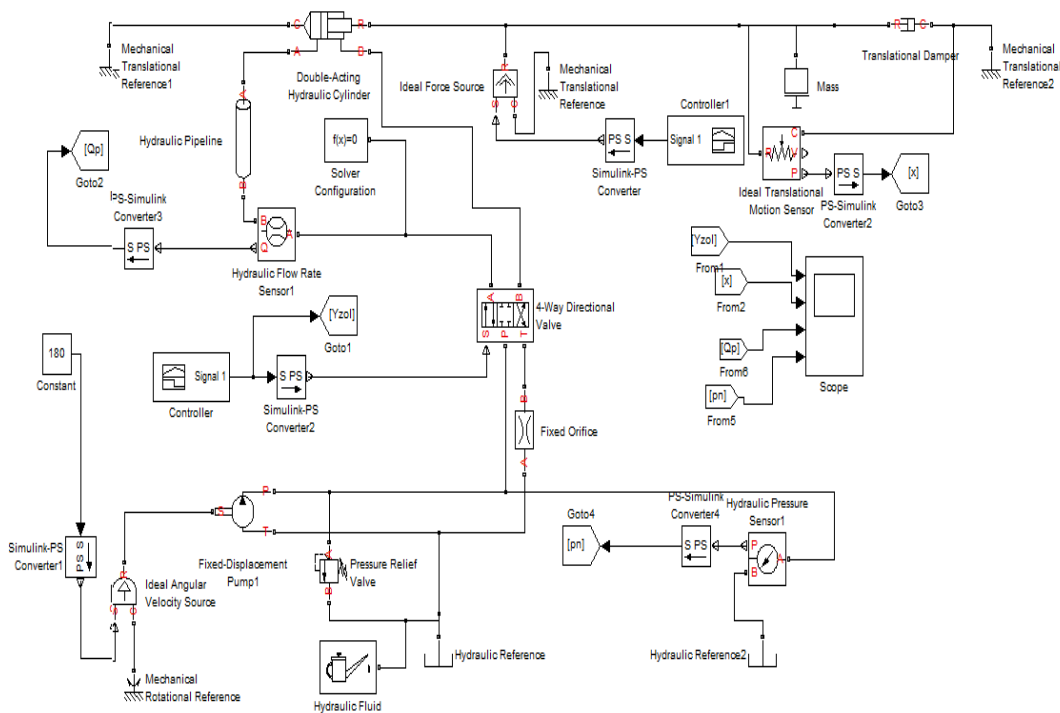 C
R
A
B
Mechanical
Translational
Reference1
Double-Acting
Hydraulic Cylinder
Ideal Force Source
R
S
C
Mechanical
Translational
Reference
R
C
Translational Damper
Mechanical
Translational
Reference2
Mass
Controller1
Signal 1
PS S
Simulink-PS
Converter
R
C
V
P
Ideal Translational
Motion Sensor
PS S
PS-Simulink
Converter2
[x]
Goto3
A
Hydraulic Pipeline
B
f(x)=0
Solver
Configuration
[Qp]
Goto2
PS-Simulink
Converter3
S PS
B
Q
A
Hydraulic Flow Rate
Sensor1
[Yzol]
From1
[x]
From2
[Qp]
From6
[pn]
From5
Scope
A
B
S
P
T
4-Way Directional
Valve
[Yzol]
Goto1
180
Constant
Signal 1
Controller
S PS
Simulink-PS
Converter2
B
Fixed Orifice
A
S
P
T
Fixed-Displacement
Pump1
Simulink-PS
Converter1
PS S
R
S
C
Ideal Angular
Velocity Source
Mechanical
Rotational Reference
A
B
Pressure Relief
Valve
Hydraulic Fluid
Hydraulic Reference
Goto4
[pn]
PS-Simulink
Converter4
S PS
Hydraulic Pressure
Sensor1
P
B
A
Hydraulic Reference2